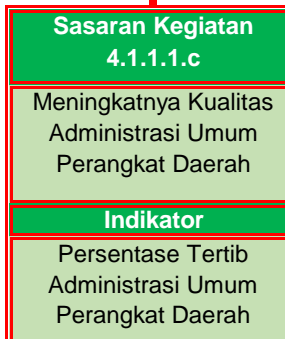 Sasaran Kegiatan
4.1.1.1.c
Meningkatnya Kualitas
Administrasi Umum
Perangkat Daerah
Indikator
Persentase Tertib
Administrasi Umum
Perangkat Daerah